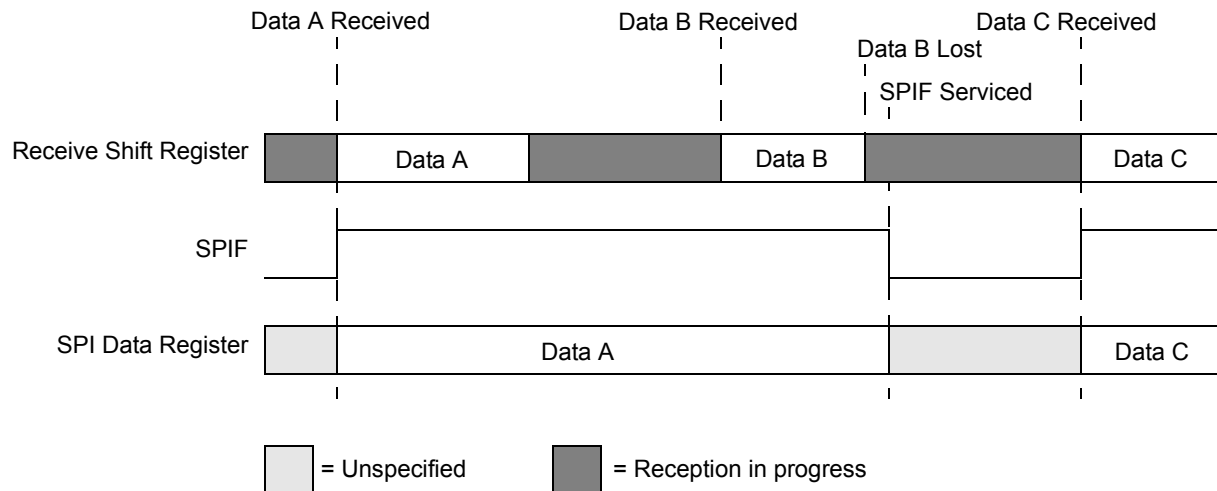 Data A Received
Data B Received
Data C Received
Data B Lost
SPIF Serviced
Receive Shift Register
Data A
Data B
Data C
SPIF
SPI Data Register
Data A
Data C
= Unspecified
= Reception in progress